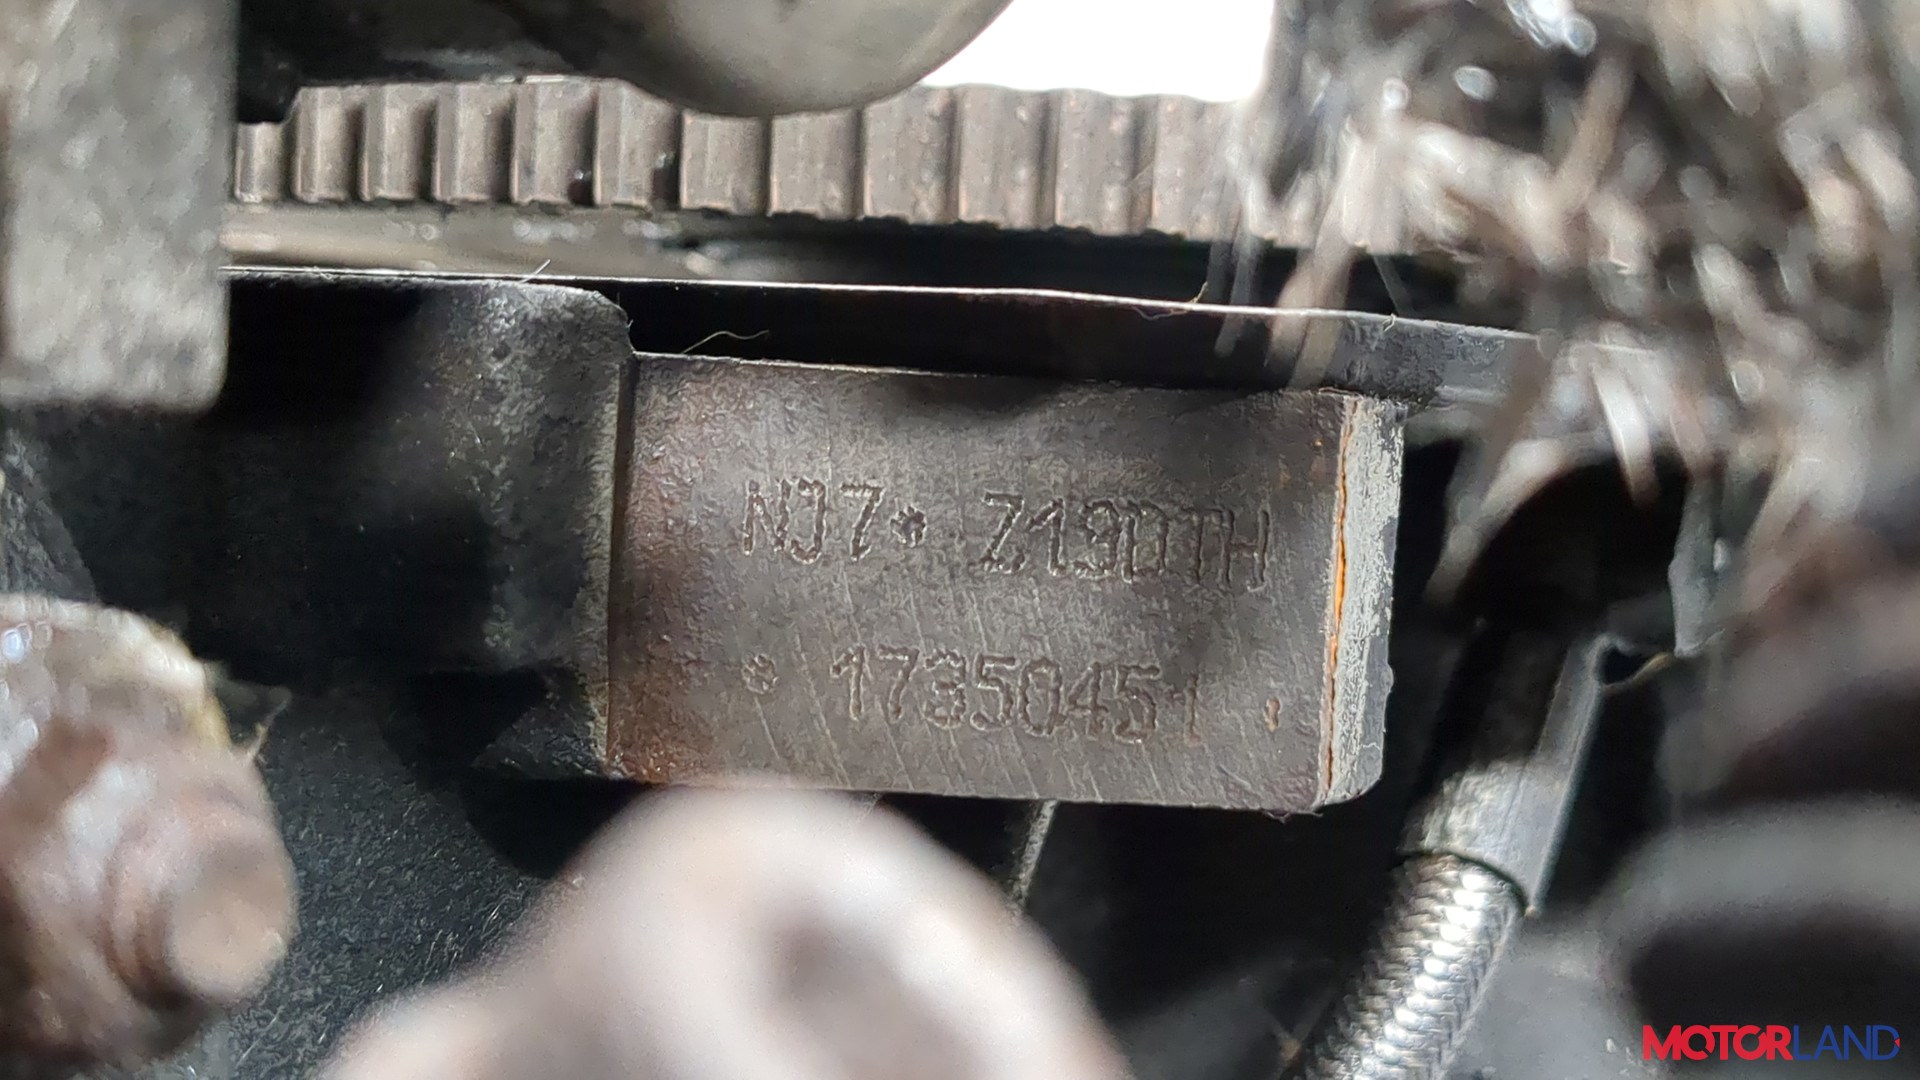 NJ7* Z19DTH
* 17350451
MOTORLAND